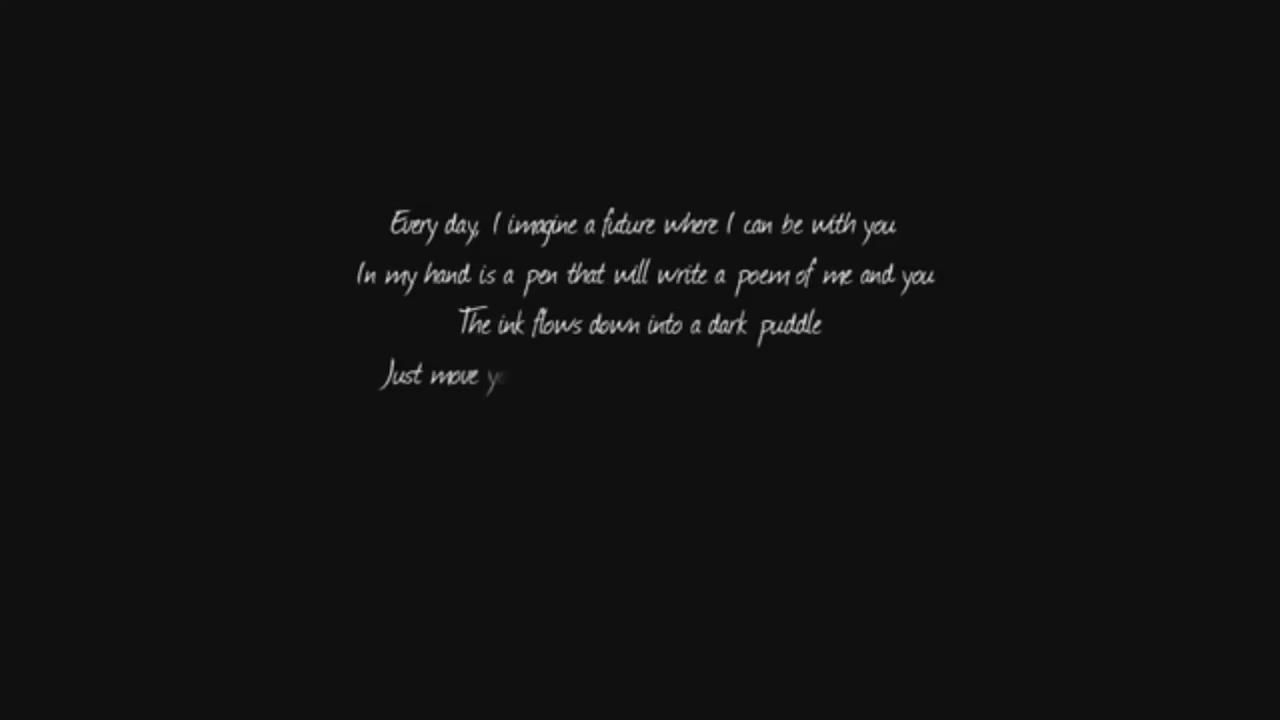 Every day, I imagine a future where I can be with you
In my hand is a pen that will write a poem of me and you
The ink flows down into a dark puddle
Just move